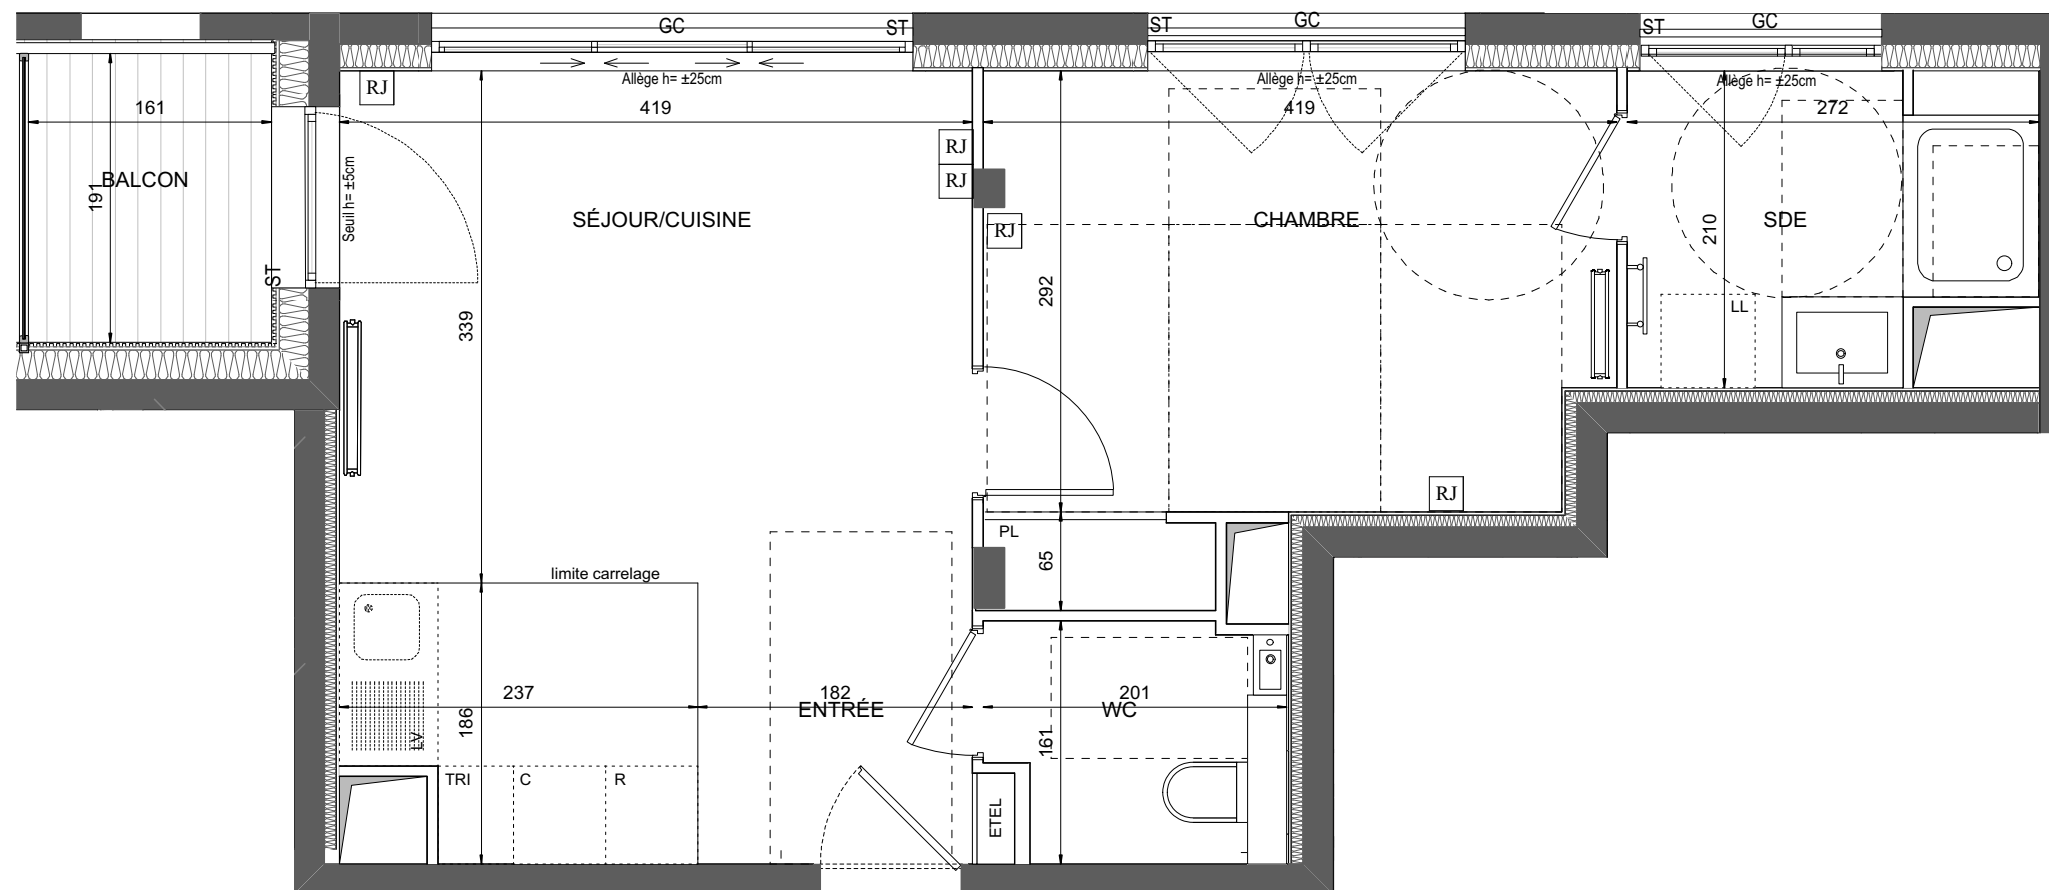 GC
ST
ST
GC
ST
GC
RJ
Allège h= ±25cm
Allège h= ±25cm
Allège h= ±25cm
161
419
419
272
RJ
RJ
BALCON
191
Seuil h= ±5cm
SÉJOUR/CUISINE
RJ
CHAMBRE
210
SDE
ST
339
292
LL
RJ
PL
65
limite carrelage
237
186
LV
182
ENTRÉE
201
WC
161
TRI
C
R
ETEL